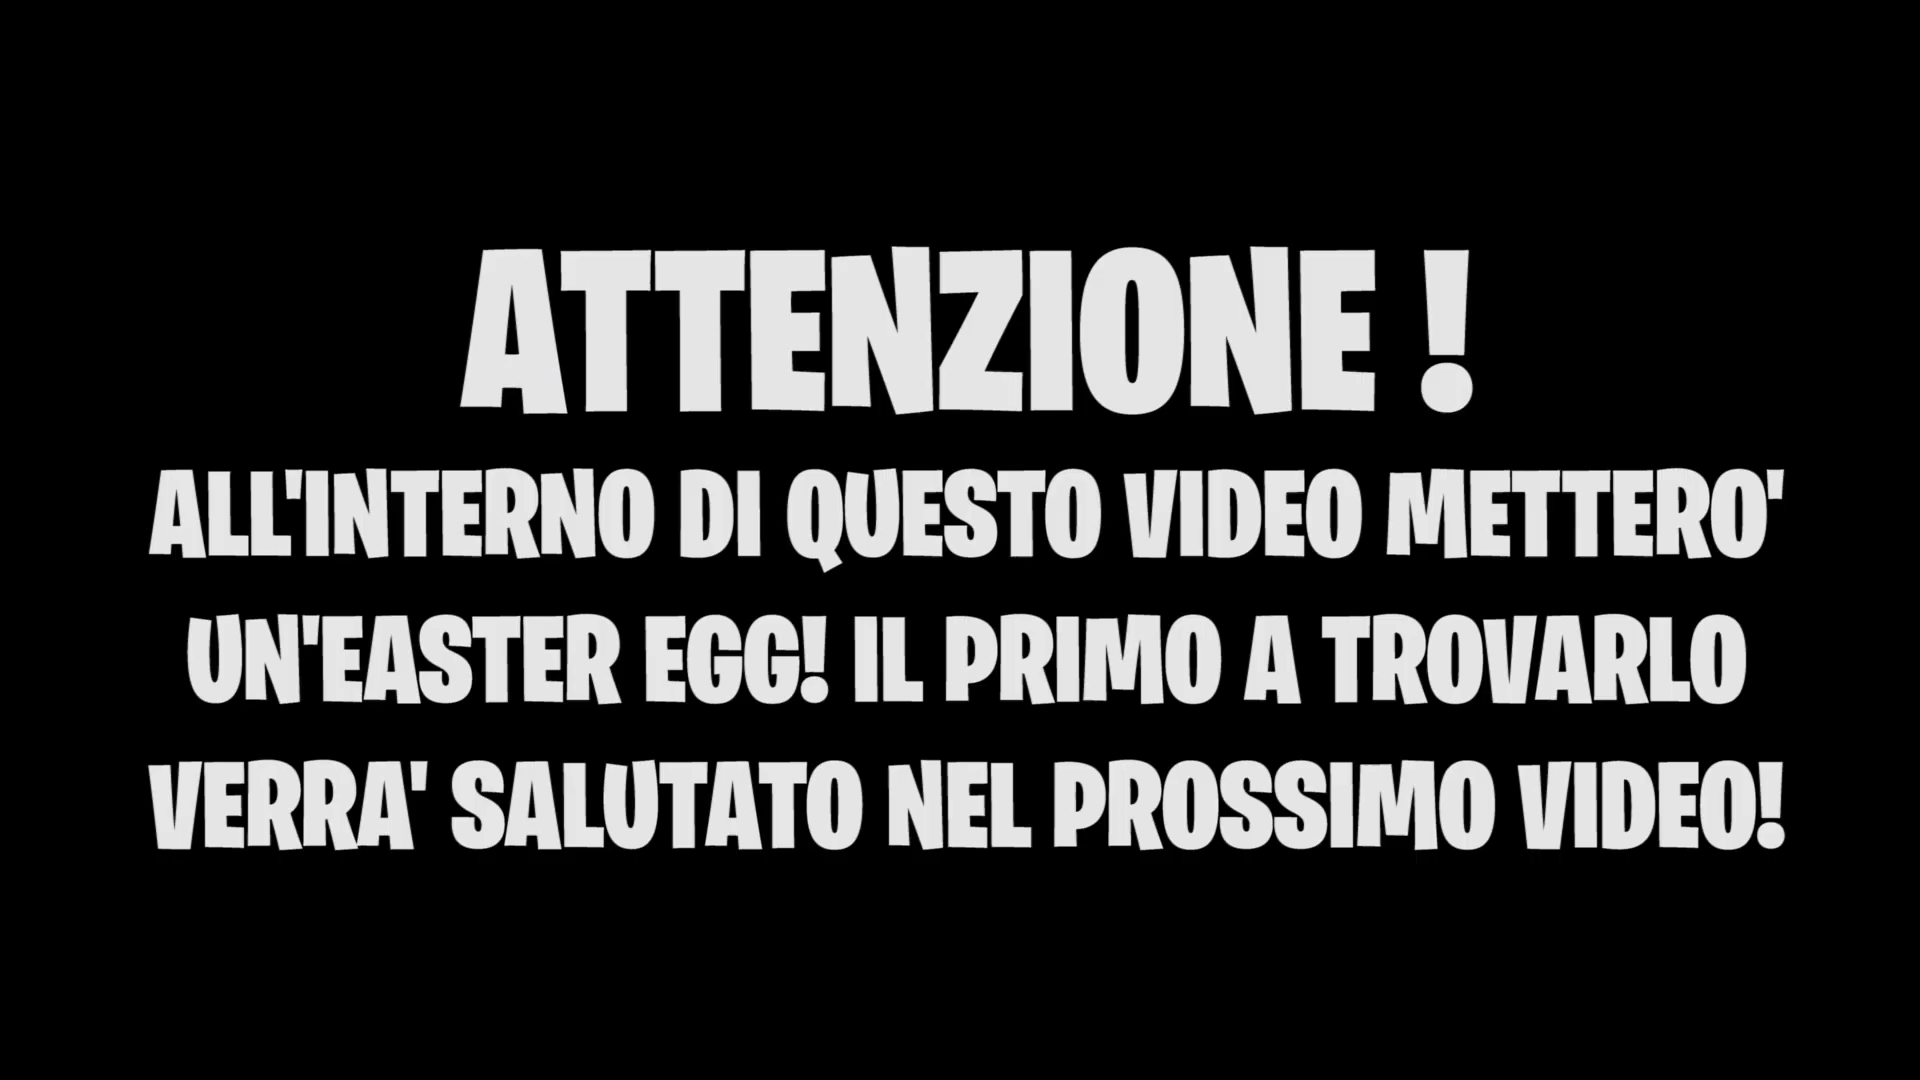 ATTENZIONE !
ALL'INTERNO DI QUESTO VIDEO METTERO'
UN'EASTER EGG! IL PRIMO A TROVARLO
VERRA' SALUTATO NEL PROSSIMO VIDEO!